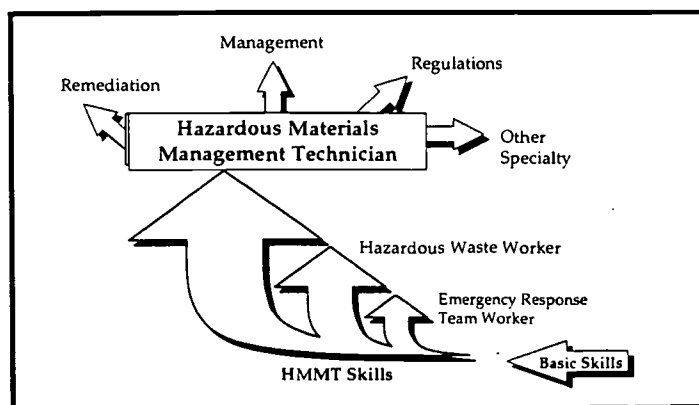 Management
Regulations
Remediation
Hazardous Materials
Management Technician
Other
Specialty
Hazardous Waste Worker
Emergency Response
Team Worker
Basic Skills
HMMT Skills